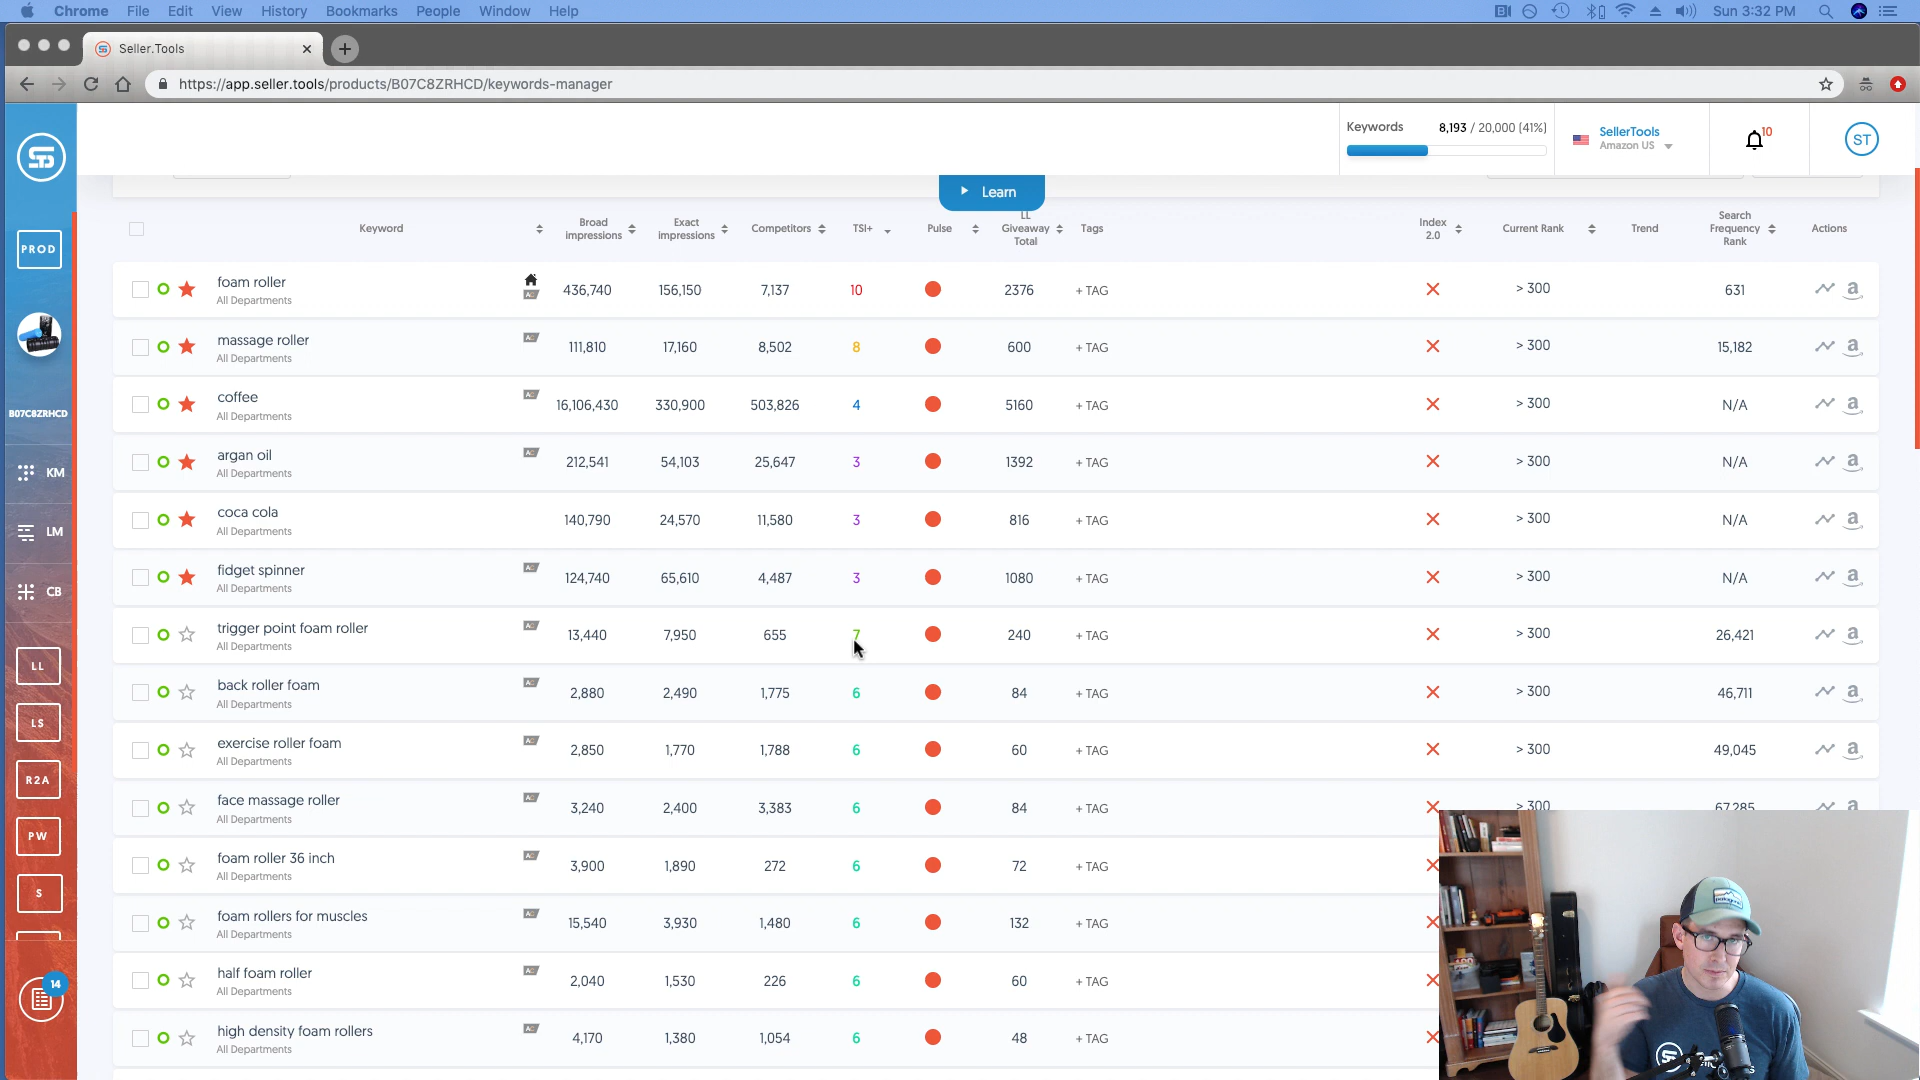 Chrome File Edit View History Bookmarks People Window Help
Sun 3:32 PM
Seller.Tools
https://app.seller.tools/products/B07C8ZRHCD/keywords-manager
Keywords 8,193 / 20,000 (41%)
SellerTools
Amazon US
10
ST
Learn
PROD
B07C8ZRHCD
KM
LM
CB
LL
LS
R2A
PW
S
14
Keyword Broad impressions Exact impressions Competitors TSI+ Pulse LL Giveaway Total Tags Index 2.0 Current Rank Trend Search Frequency Rank Actions
foam roller 436,740 156,150 7,137 10 2376 + TAG > 300 631
All Departments
massage roller 111,810 17,160 8,502 8 600 + TAG > 300 15,182
All Departments
coffee 16,106,430 330,900 503,826 4 5160 + TAG > 300 N/A
All Departments
argan oil 212,541 54,103 25,647 3 1392 + TAG > 300 N/A
All Departments
coca cola 140,790 24,570 11,580 3 816 + TAG > 300 N/A
All Departments
fidget spinner 124,740 65,610 4,487 3 1080 + TAG > 300 N/A
All Departments
trigger point foam roller 13,440 7,950 655 7 240 + TAG > 300 26,421
All Departments
back roller foam 2,880 2,490 1,775 6 84 + TAG > 300 46,711
All Departments
exercise roller foam 2,850 1,770 1,788 6 60 + TAG > 300 49,045
All Departments
face massage roller 3,240 2,400 3,383 6 84 + TAG > 300 67,285
All Departments
foam roller 36 inch 3,900 1,890 272 6 72 + TAG
All Departments
foam rollers for muscles 15,540 3,930 1,480 6 132 + TAG
All Departments
half foam roller 2,040 1,530 226 6 60 + TAG
All Departments
high density foam rollers 4,170 1,380 1,054 6 48 + TAG
All Departments